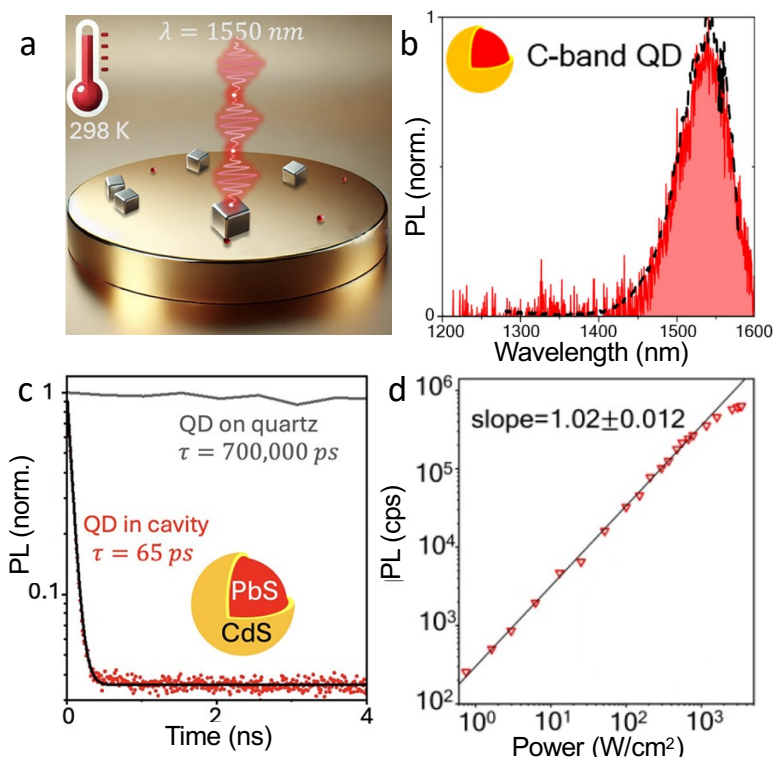 a
λ = 1550 nm
298 K
b
C-band QD
PL (norm.)
1
0
1200
1300
1400
1500
1600
Wavelength (nm)
c
1
0.1
PL (norm.)
QD on quartz
τ = 700,000 ps
QD in cavity
τ = 65 ps
PbS
CdS
0
2
4
Time (ns)
d
slope=1.02±0.012
PL (cps)
10⁶
10⁵
10⁴
10³
10²
10⁰
10¹
10²
10³
Power (W/cm²)